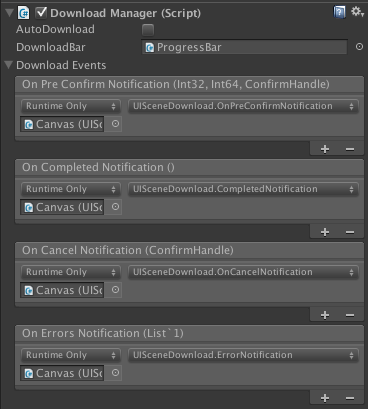 Download Manager (Script)
AutoDownload
DownloadBar ProgressBar
Download Events
On Pre Confirm Notification (Int32, Int64, ConfirmHandle)
Runtime Only UISceneDownload.OnPreConfirmNotification
Canvas (UISc
On Completed Notification ()
Runtime Only UISceneDownload.CompletedNotification
Canvas (UISc
On Cancel Notification (ConfirmHandle)
Runtime Only UISceneDownload.OnCancelNotification
Canvas (UISc
On Errors Notification (List`1)
Runtime Only UISceneDownload.ErrorNotification
Canvas (UISc